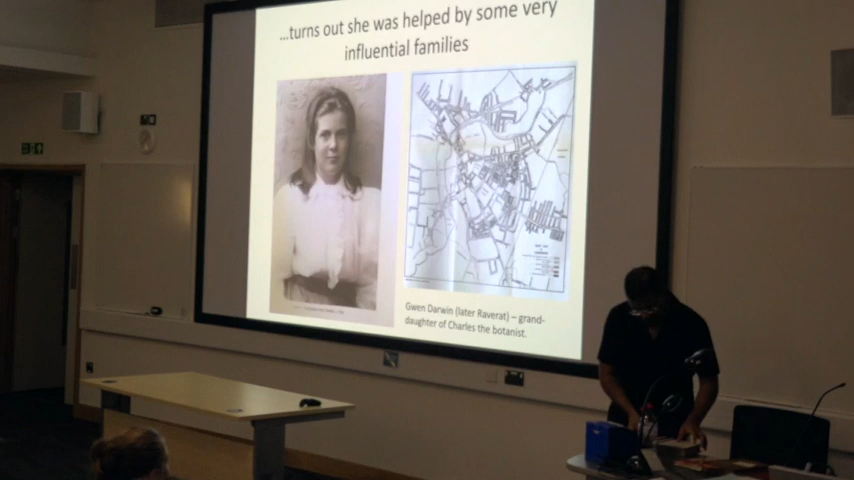 ...turns out she was helped by some very
influential families
Gwen Darwin (later Raverat) – grand-
daughter of Charles the botanist.